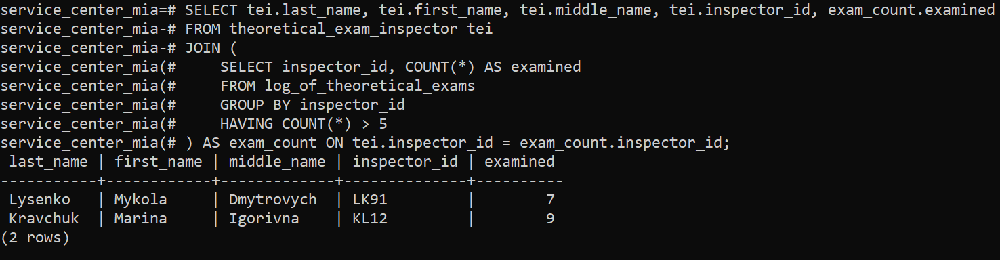 service_center_mia=# SELECT tei.last_name, tei.first_name, tei.middle_name, tei.inspector_id, exam_count.examined
service_center_mia-# FROM theoretical_exam_inspector tei
service_center_mia-# JOIN (
service_center_mia(#     SELECT inspector_id, COUNT(*) AS examined
service_center_mia(#     FROM log_of_theoretical_exams
service_center_mia(#     GROUP BY inspector_id
service_center_mia(#     HAVING COUNT(*) > 5
service_center_mia(# ) AS exam_count ON tei.inspector_id = exam_count.inspector_id;
 last_name | first_name | middle_name | inspector_id | examined
-----------+------------+-------------+--------------+----------
 Lysenko   | Mykola     | Dmytrovych  | LK91         |        7
 Kravchuk  | Marina     | Igorivna    | KL12         |        9
(2 rows)